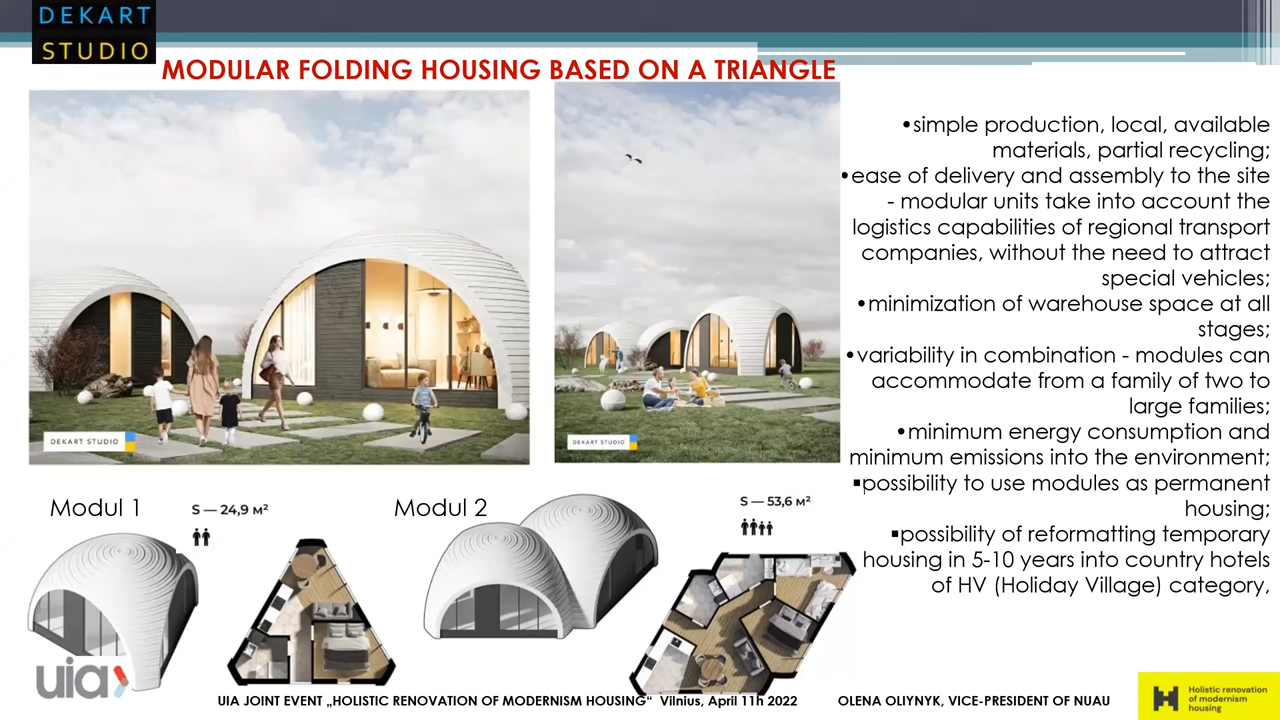 DEKART
STUDIO
MODULAR FOLDING HOUSING BASED ON A TRIANGLE
•simple production, local, available
materials, partial recycling;
•ease of delivery and assembly to the site
- modular units take into account the
logistics capabilities of regional transport
companies, without the need to attract
special vehicles;
•minimization of warehouse space at all
stages;
•variability in combination - modules can
accommodate from a family of two to
large families;
•minimum energy consumption and
minimum emissions into the environment;
▪possibility to use modules as permanent
housing;
▪possibility of reformatting temporary
housing in 5-10 years into country hotels
of HV (Holiday Village) category,
DEKART STUDIO
DEKART STUDIO
Modul 1
S — 24,9 м²
Modul 2
S — 53,6 м²
uia
UIA JOINT EVENT „HOLISTIC RENOVATION OF MODERNISM HOUSING“ Vilnius, April 11h 2022
OLENA OLIYNYK, VICE-PRESIDENT OF NUAU
H
Holistic renovation
of modernism
housing